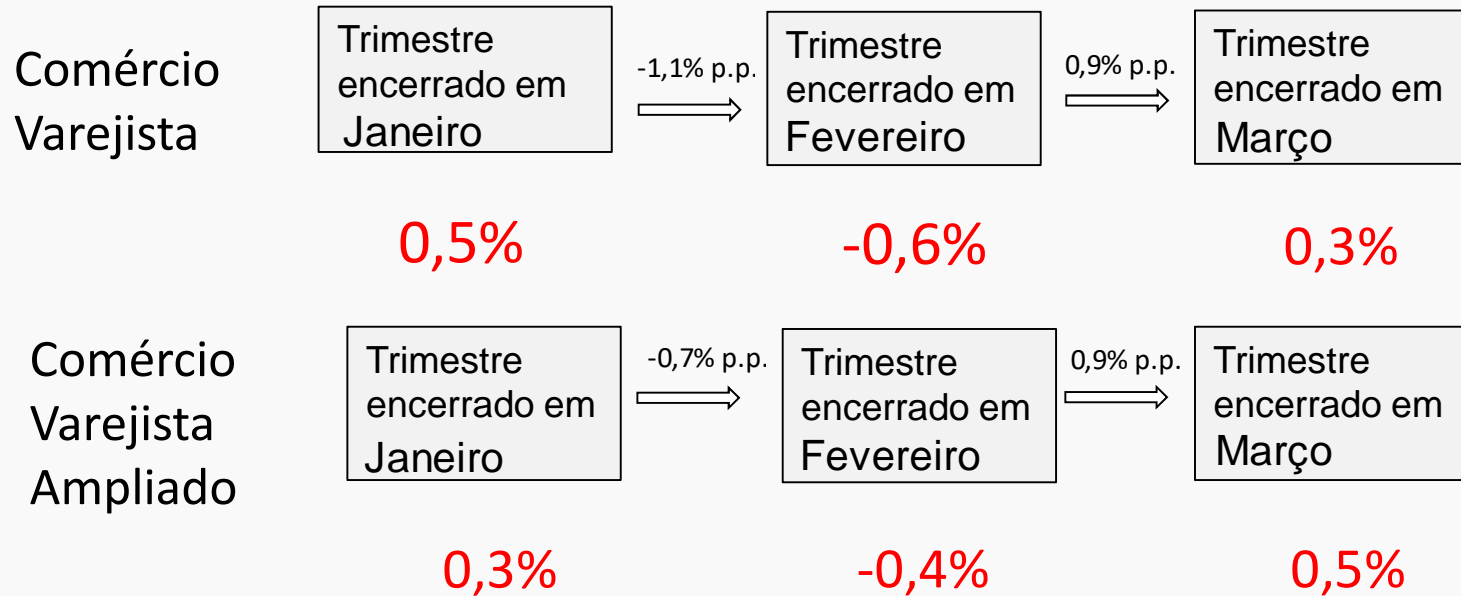 Comércio
Varejista
Trimestre
encerrado em
Janeiro
-1,1% p.p.
Trimestre
encerrado em
Fevereiro
0,9% p.p.
Trimestre
encerrado em
Março
0,5%
-0,6%
0,3%
Comércio
Varejista
Ampliado
Trimestre
encerrado em
Janeiro
-0,7% p.p.
Trimestre
encerrado em
Fevereiro
0,9% p.p.
Trimestre
encerrado em
Março
0,3%
-0,4%
0,5%